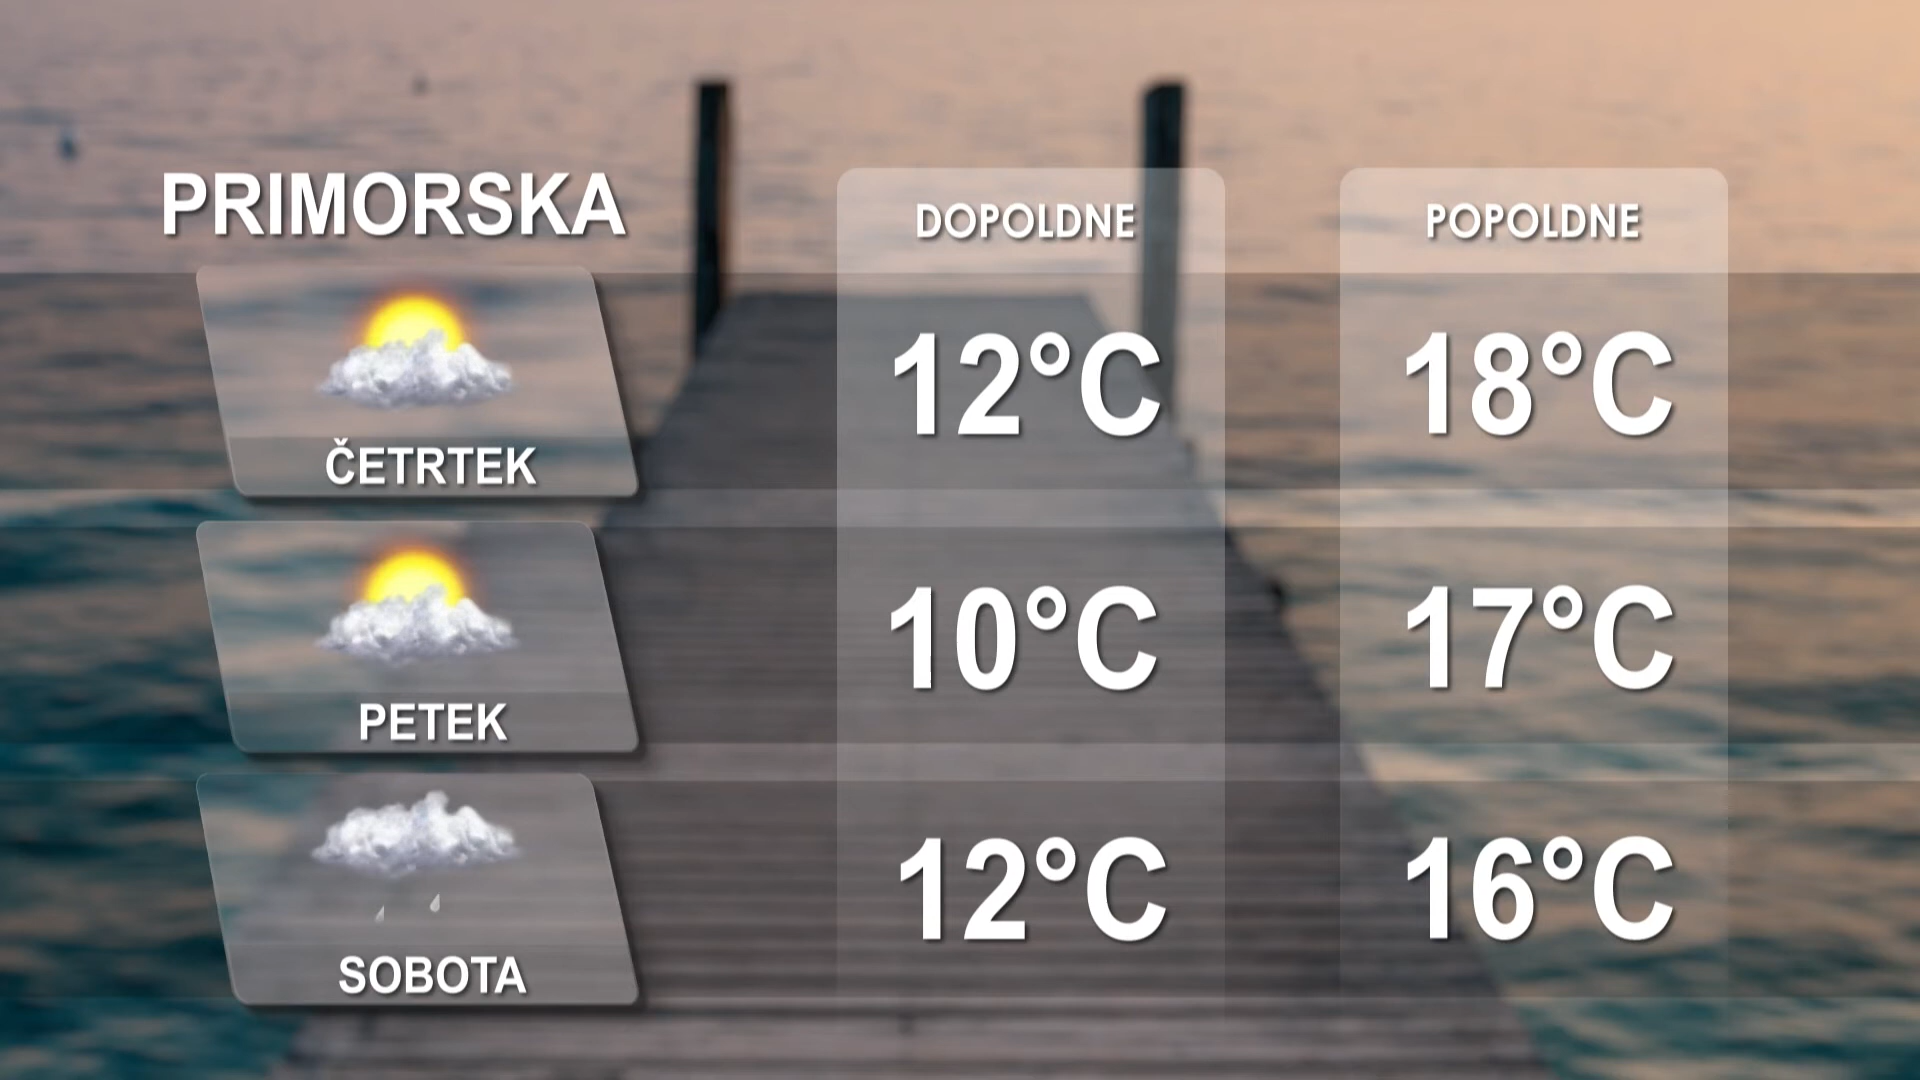 PRIMORSKA
DOPOLDNE
POPOLDNE
ČETRTEK
12°C
18°C
PETEK
10°C
17°C
SOBOTA
12°C
16°C